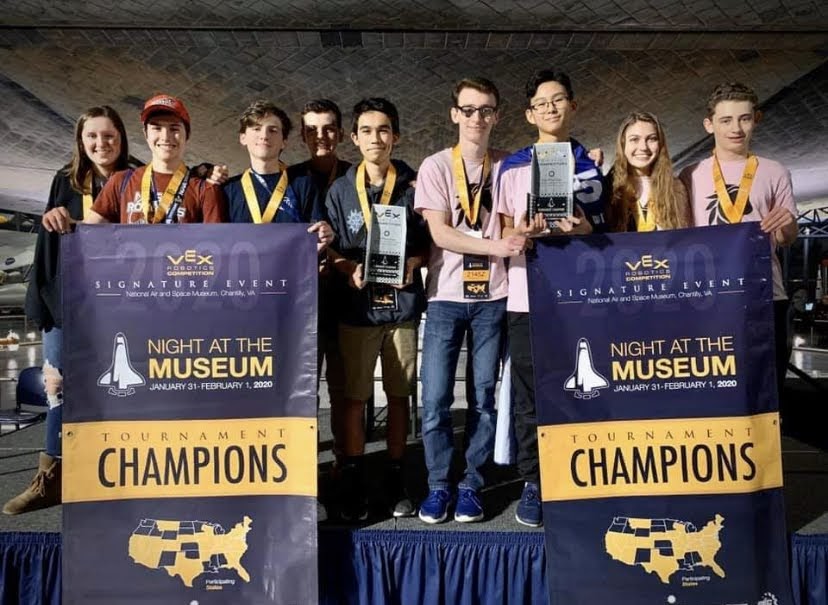 2020
VEX
ROBOTICS
COMPETITION
SIGNATURE EVENT
National Air and Space Museum, Chantilly, VA
NIGHT AT THE
MUSEUM
JANUARY 31-FEBRUARY 1, 2020
TOURNAMENT
CHAMPIONS
Participating
States
VEX
2020
VEX
ROBOTICS
COMPETITION
SIGNATURE EVENT
National Air and Space Museum, Chantilly, VA
NIGHT AT THE
MUSEUM
JANUARY 31-FEBRUARY 1, 2020
TOURNAMENT
CHAMPIONS
Participating
States